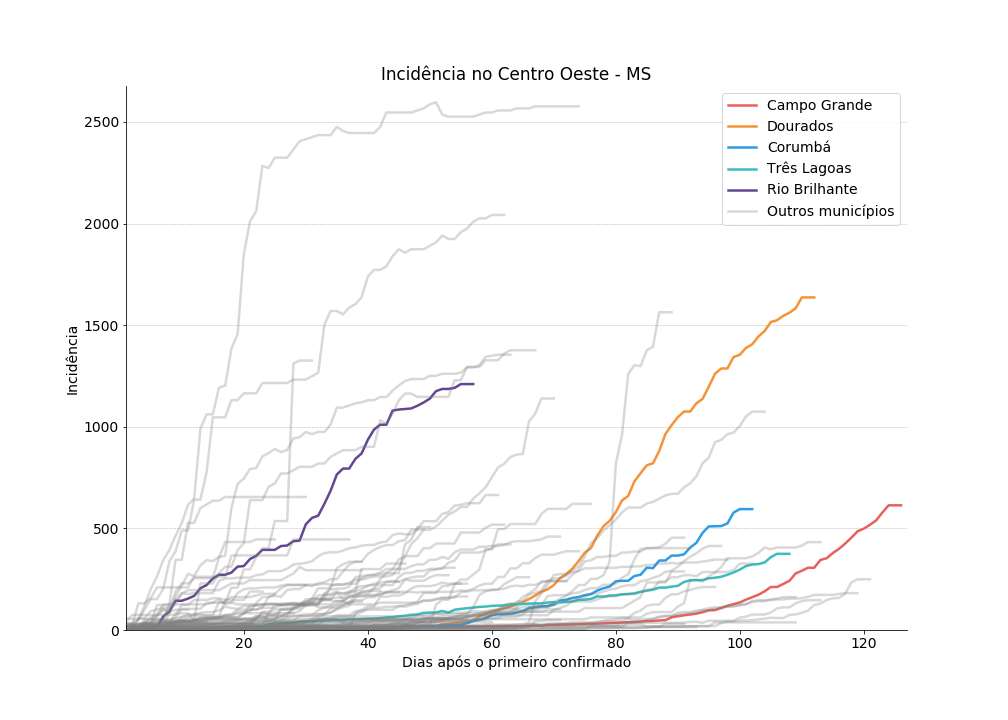 Incidência no Centro Oeste - MS
Campo Grande
Dourados
Corumbá
Três Lagoas
Rio Brilhante
Outros municípios
Incidência
2500
2000
1500
1000
500
0
20 40 60 80 100 120
Dias após o primeiro confirmado